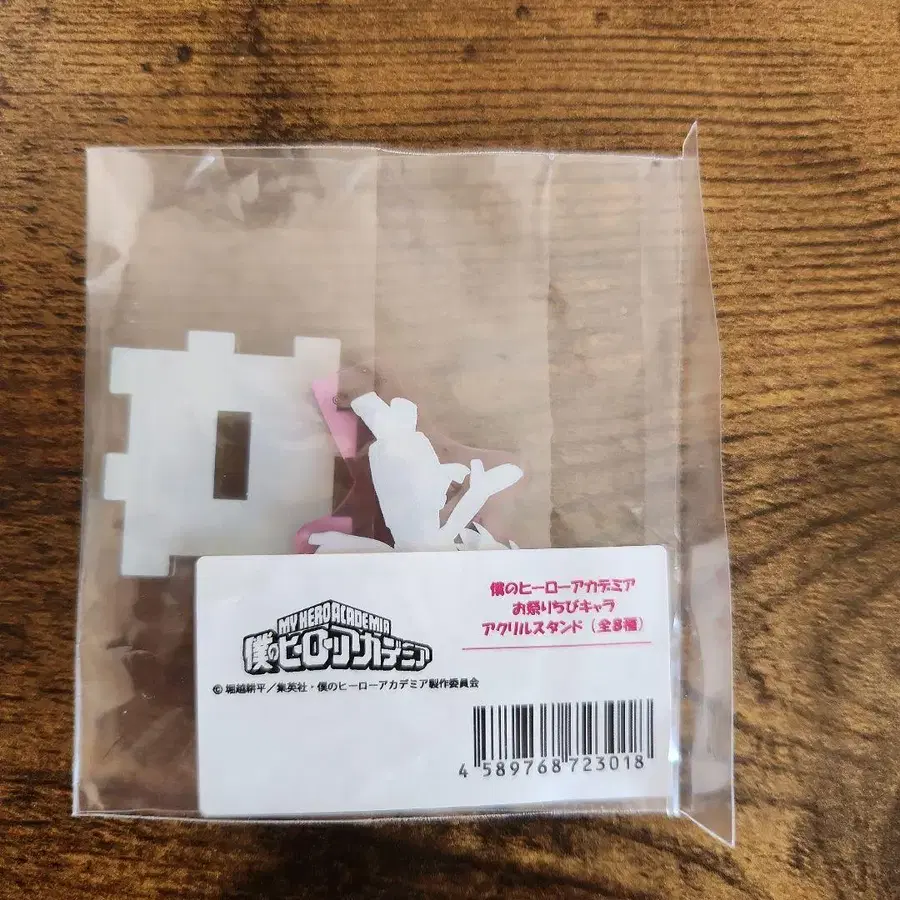 MY HERO ACADEMIA
僕のヒーローアカデミア
© 堀越耕平／集英社・僕のヒーローアカデミア製作委員会
僕のヒーローアカデミア
お祭りちびキャラ
アクリルスタンド（全8種）
4 589768 723018